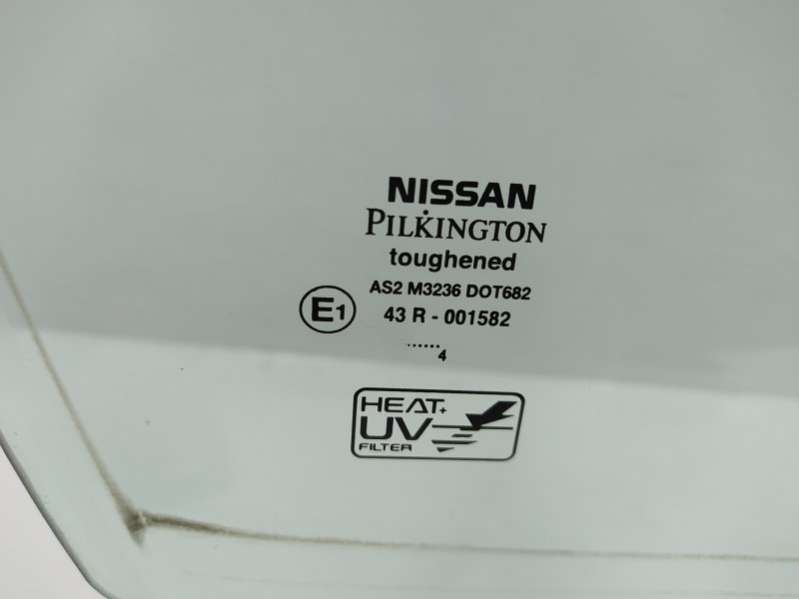 NISSAN
PILKINGTON
toughened
AS2 M3236 DOT682
E1 43 R - 001582
......4
HEAT+
UV
FILTER